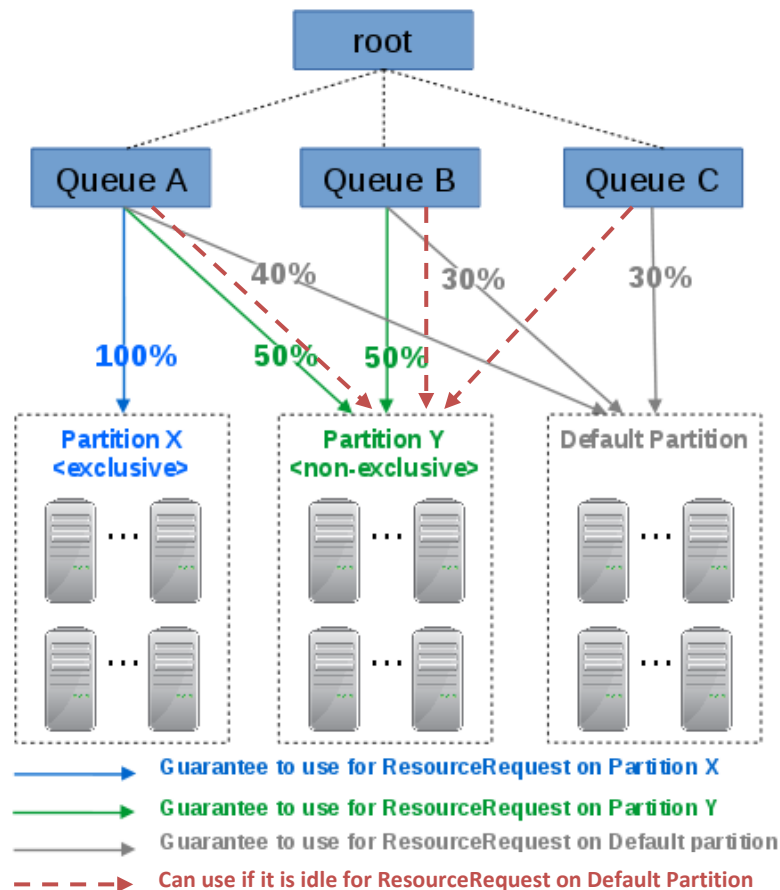 root
Queue A
Queue B
Queue C
40%
30%
30%
100%
50%
50%
Partition X
<exclusive>
Partition Y
<non-exclusive>
Default Partition
...
...
...
...
...
...
Guarantee to use for ResourceRequest on Partition X
Guarantee to use for ResourceRequest on Partition Y
Guarantee to use for ResourceRequest on Default partition
Can use if it is idle for ResourceRequest on Default Partition